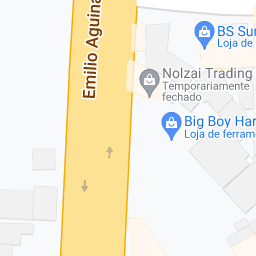 Emilio Aguina
BS Sur
Loja de
Nolzai Trading
Temporariamente
fechado
Big Boy Har
Loja de ferram